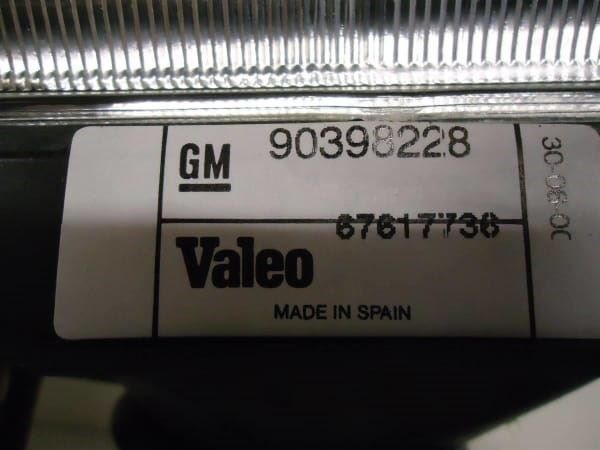 GM 90398228
67617736
Valeo
MADE IN SPAIN
30-06-00